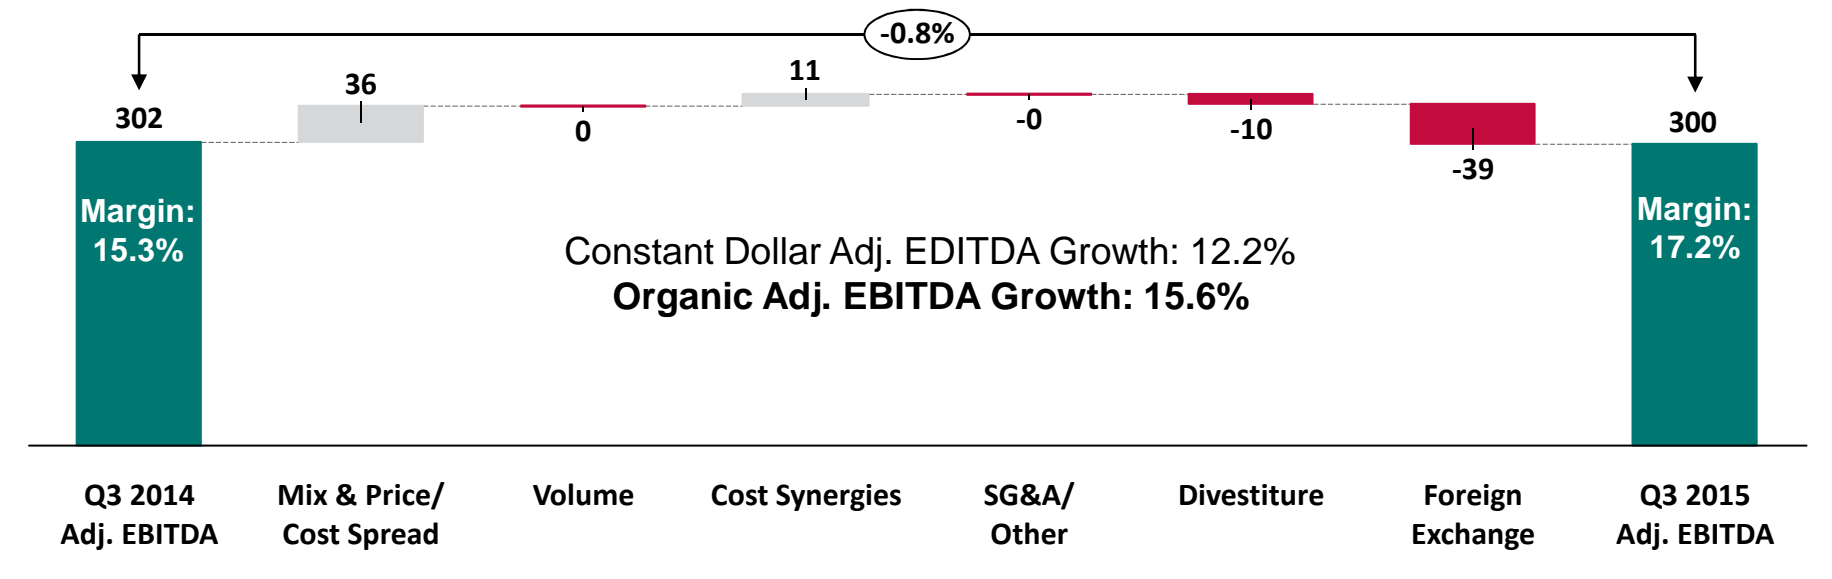 -0.8%
302
36
0
11
-0
-10
-39
300
Margin:
15.3%
Margin:
17.2%
Constant Dollar Adj. EDITDA Growth: 12.2%
Organic Adj. EBITDA Growth: 15.6%
Q3 2014
Adj. EBITDA
Mix & Price/
Cost Spread
Volume
Cost Synergies
SG&A/
Other
Divestiture
Foreign
Exchange
Q3 2015
Adj. EBITDA